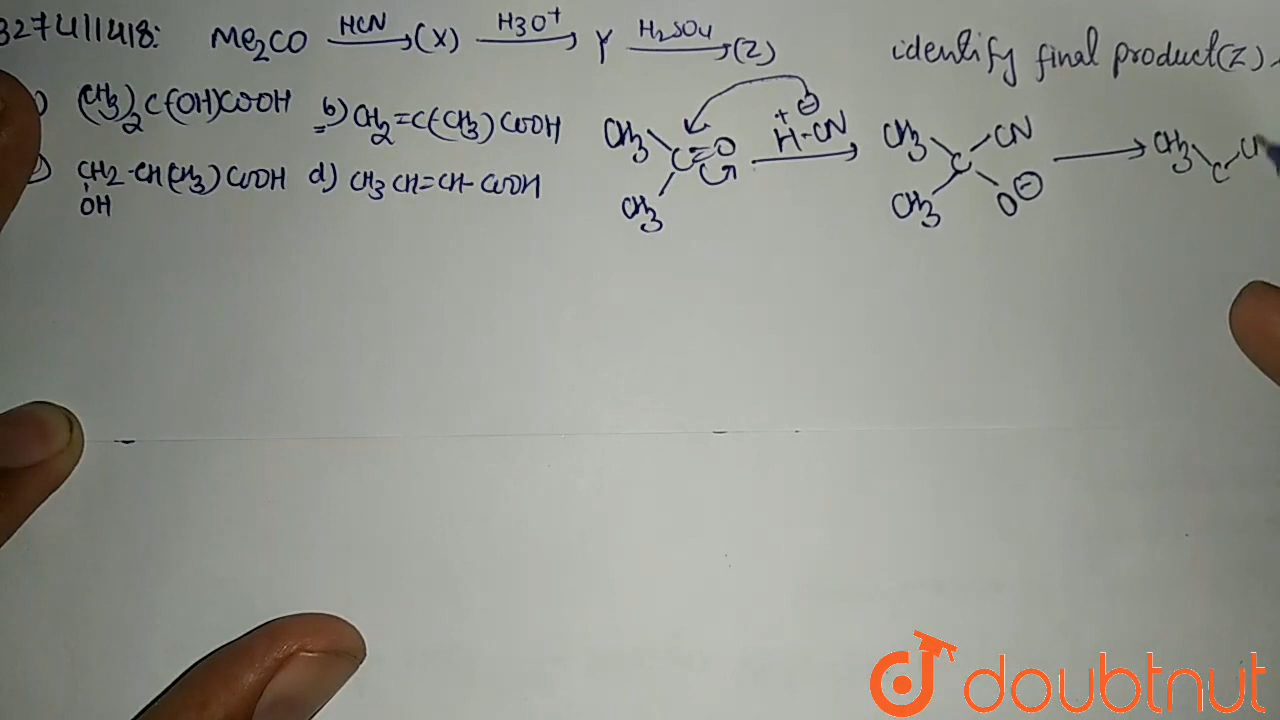 327411418: Me2CO HCN (X) H3O+ Y H2SO4 (Z) identify final product(Z).
) (CH3)2C(OH)COOH b) CH2=C(CH3)COOH
) CH2-CH(CH3)COOH d) CH3CH=CH-COOH
OH
CH3 C=O + ⊖ H-CN CH3 C CN CH3 C
CH3 CH3 O⊖
doubtnut